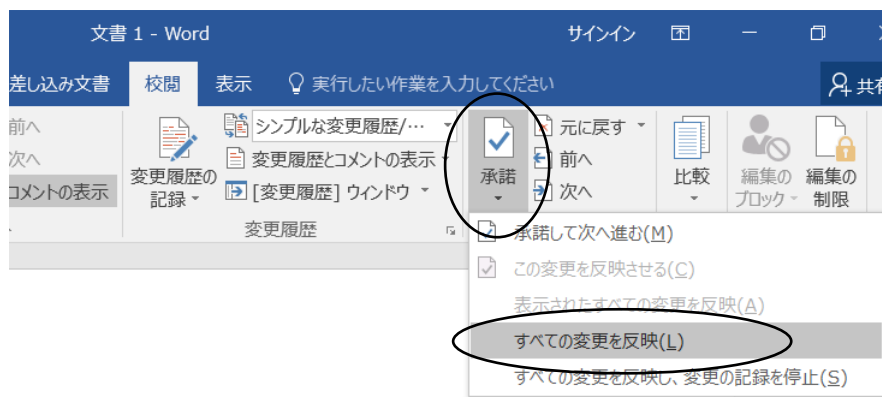 文書 1 - Word サインイン
差し込み文書 校閲 表示 実行したい作業を入力してください 共有
前へ
次へ
コメントの表示
変更履歴の
記録
シンプルな変更履歴/…
変更履歴とコメントの表示
[変更履歴] ウィンドウ
変更履歴
承諾
元に戻す
前へ
次へ
比較
編集の
ブロック
編集の
制限
承諾して次へ進む(M)
この変更を反映させる(C)
表示されたすべての変更を反映(A)
すべての変更を反映(L)
すべての変更を反映し、変更の記録を停止(S)